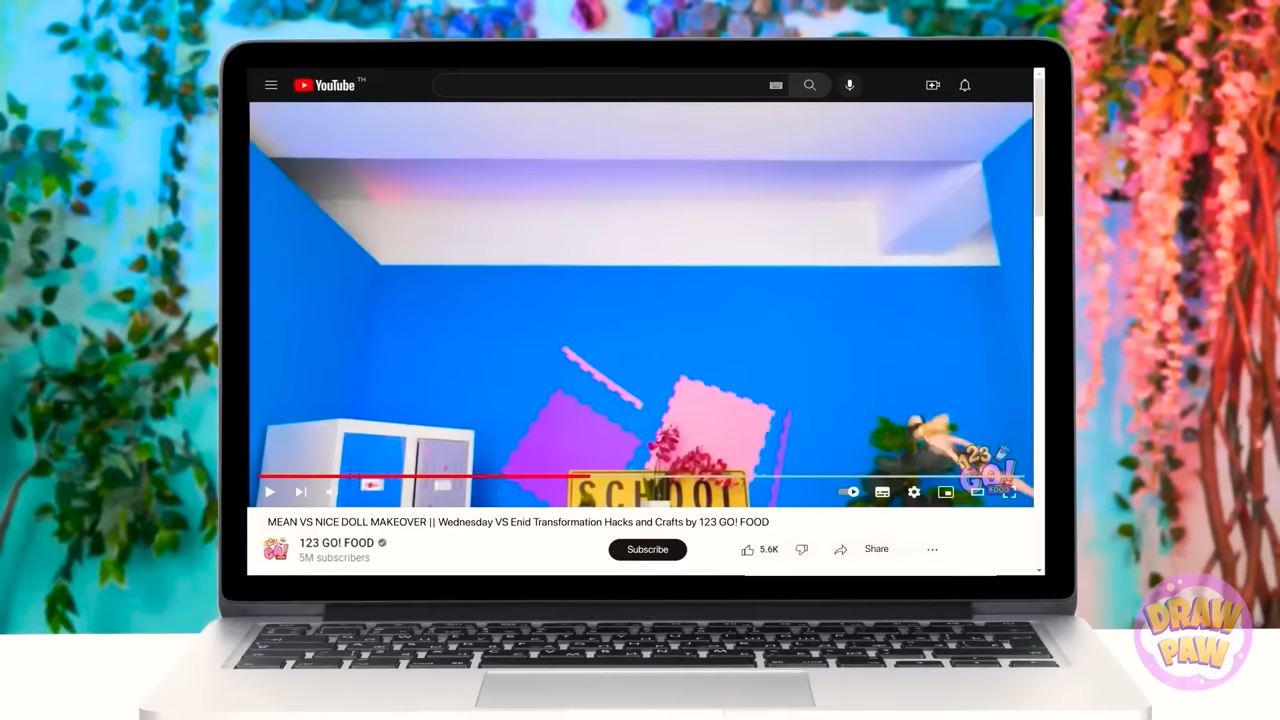 YouTube TH
SCHOOL
123
GO!
FOOD
MEAN VS NICE DOLL MAKEOVER || Wednesday VS Enid Transformation Hacks and Crafts by 123 GO! FOOD
123 GO! FOOD
5M subscribers
Subscribe
5.6K
Share
DRAW
PAW